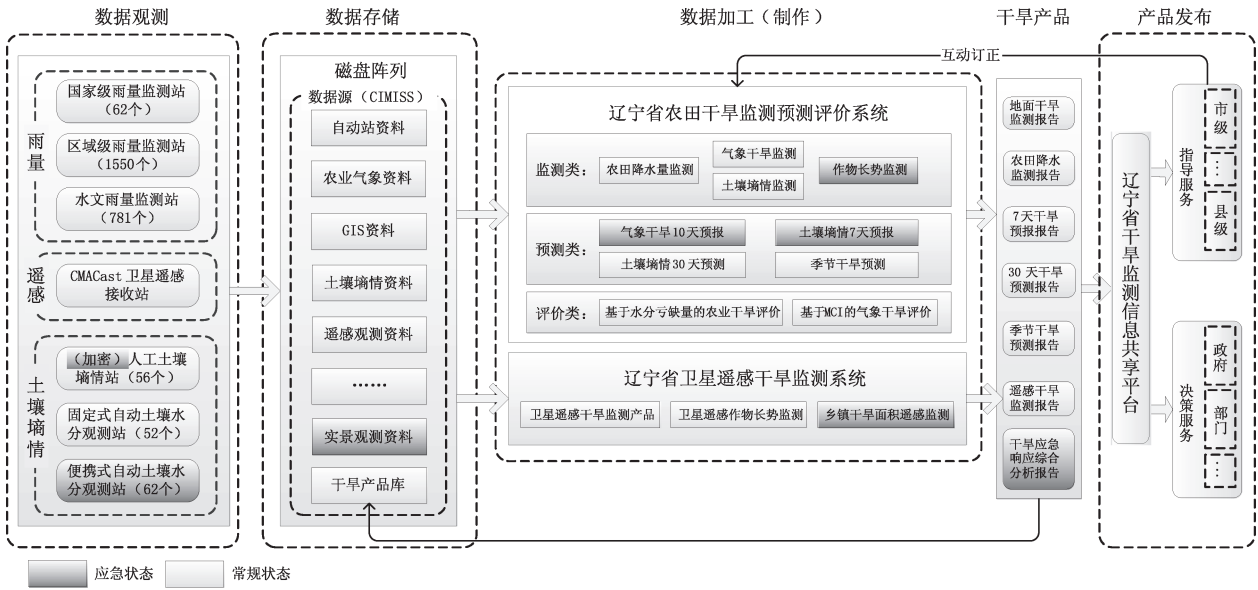 数据观测
数据存储
数据加工（制作）
干旱产品
产品发布
雨量
国家级雨量监测站
（62个）
区域级雨量监测站
（1550个）
水文雨量监测站
（781个）
遥感
CMACast 卫星遥感
接收站
土壤墒情
（加密）人工土壤
墒情站（56个）
固定式自动土壤水
分观测站（52个）
便携式自动土壤水
分观测站（62个）
磁盘阵列
数据源（CIMISS）
自动站资料
农业气象资料
GIS资料
土壤墒情资料
遥感观测资料
……
实景观测资料
干旱产品库
互动订正
辽宁省农田干旱监测预测评价系统
监测类：
农田降水量监测
气象干旱监测
土壤墒情监测
作物长势监测
预测类：
气象干旱10天预报
土壤墒情7天预报
土壤墒情30天预测
季节干旱预测
评价类：
基于水分亏缺量的农业干旱评价
基于MCI的气象干旱评价
辽宁省卫星遥感干旱监测系统
卫星遥感干旱监测产品
卫星遥感作物长势监测
乡镇干旱面积遥感监测
地面干旱
监测报告
农田降水
监测报告
7天干旱
预报报告
30天干旱
预测报告
季节干旱
预测报告
遥感干旱
监测报告
干旱应急
响应综合
分析报告
辽宁省干旱监测信息共享平台
指导服务
市级
…
县级
决策服务
政府
部门
…
应急状态
常规状态